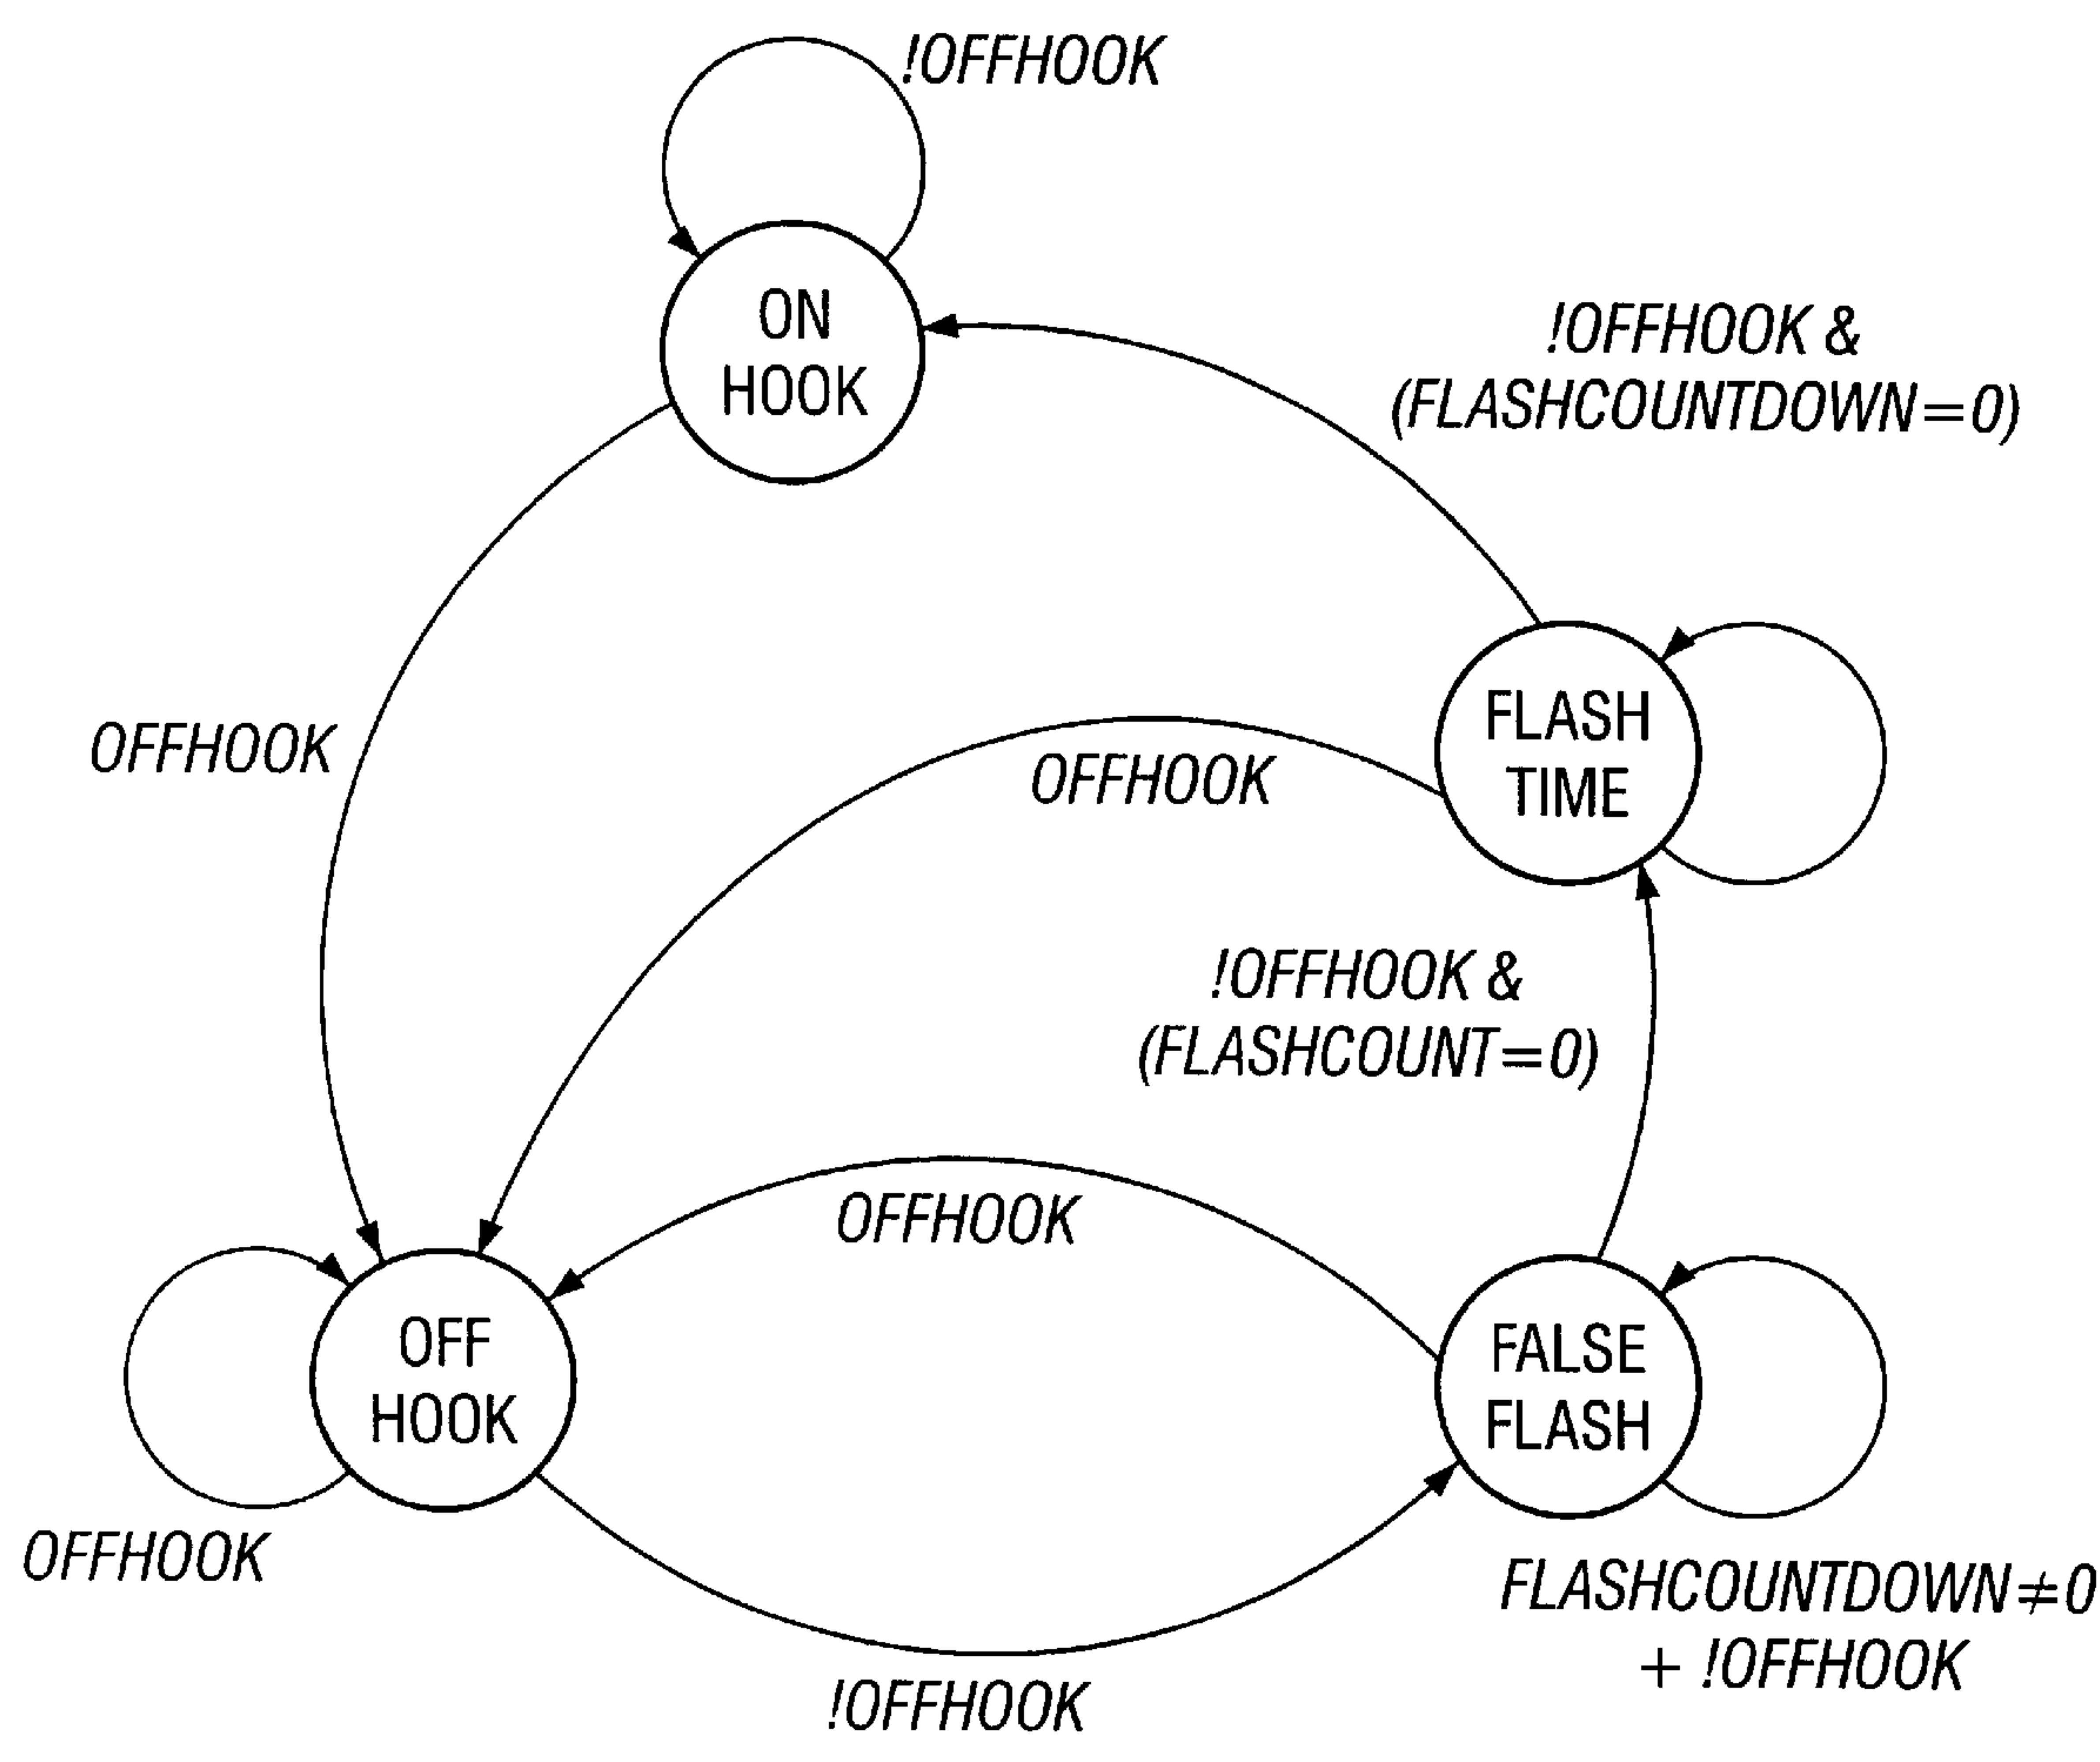 !OFFHOOK
ON
HOOK
!OFFHOOK &
(FLASHCOUNTDOWN=0)
FLASH
TIME
OFFHOOK
OFFHOOK
!OFFHOOK &
(FLASHCOUNT=0)
OFFHOOK
OFF
HOOK
FALSE
FLASH
OFFHOOK
FLASHCOUNTDOWN≠0
+ !OFFHOOK
!OFFHOOK